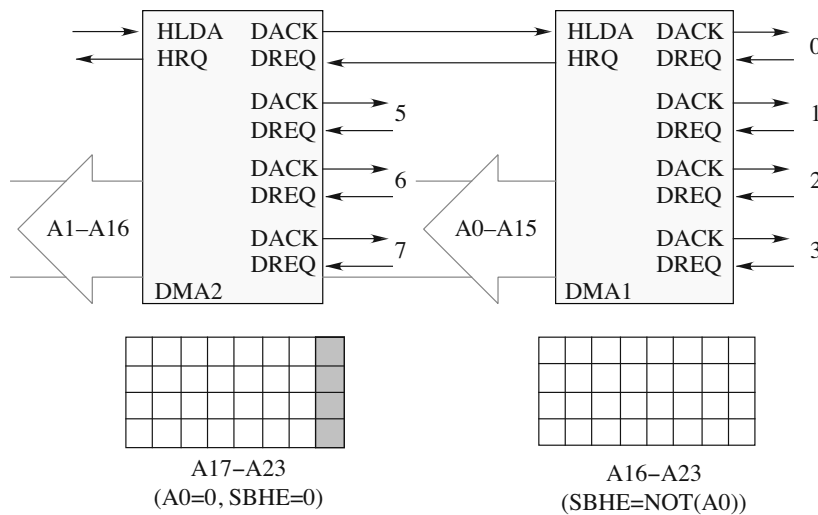 HLDA DACK HLDA DACK 0
HRQ DREQ HRQ DREQ
DACK 5 DACK 1
DREQ DREQ
DACK 6 DACK 2
DREQ DREQ
A1–A16 A0–A15
DACK 7 DACK 3
DREQ DREQ
DMA2 DMA1
A17–A23 A16–A23
(A0=0, SBHE=0) (SBHE=NOT(A0))